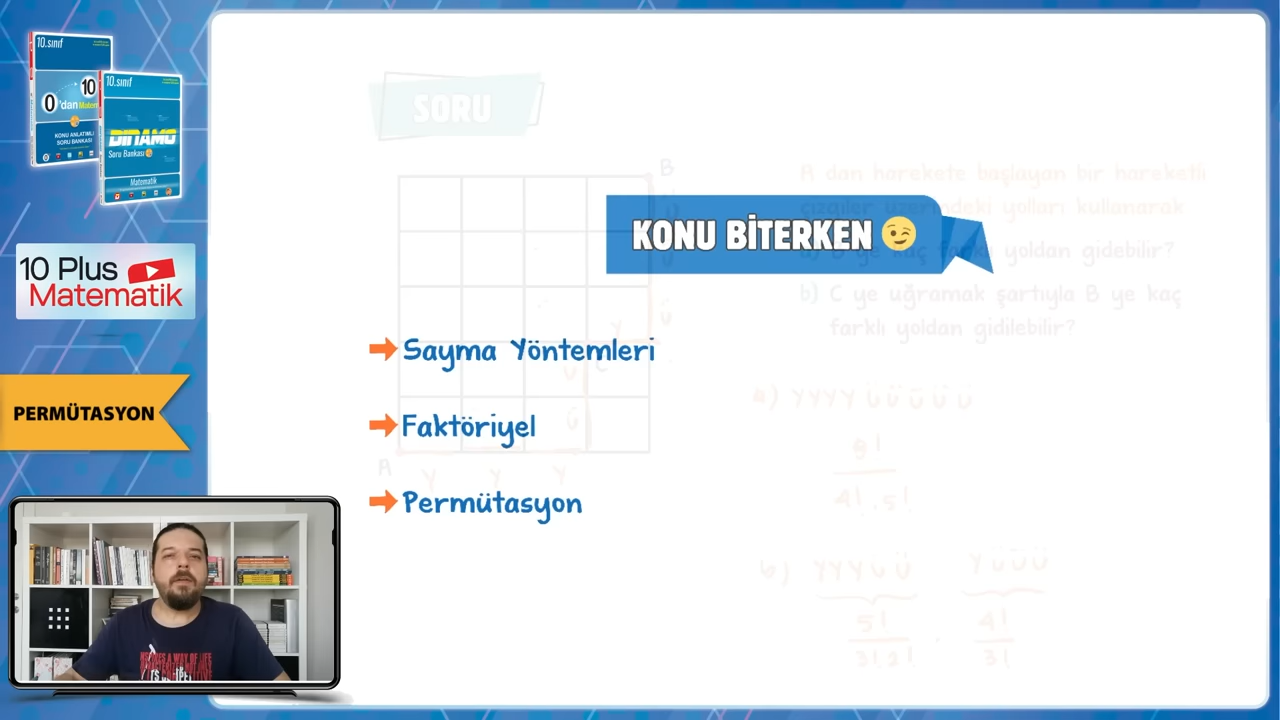 10.sınıf
10
0'dan Matem
KONU ANLATIMLI
SORU BANKASI
10.sınıf
DİNAMO
Soru Bankası
Matematik
10 Plus
Matematik
PERMÜTASYON
SORU
KONU BİTERKEN 😉
Sayma Yöntemleri
Faktöriyel
Permütasyon
B
A
C
Y Y Y
A dan harekete başlayan bir hareketli
çizgiler üzerindeki yolları kullanarak
a) B ye kaç farklı yoldan gidebilir?
b) C ye uğramak şartıyla B ye kaç
farklı yoldan gidilebilir?
a) YYYY ÜÜÜÜÜ
9!
4! . 5!
b) YYYÜÜ YÜÜÜ
5! . 4!
3!2! 3!